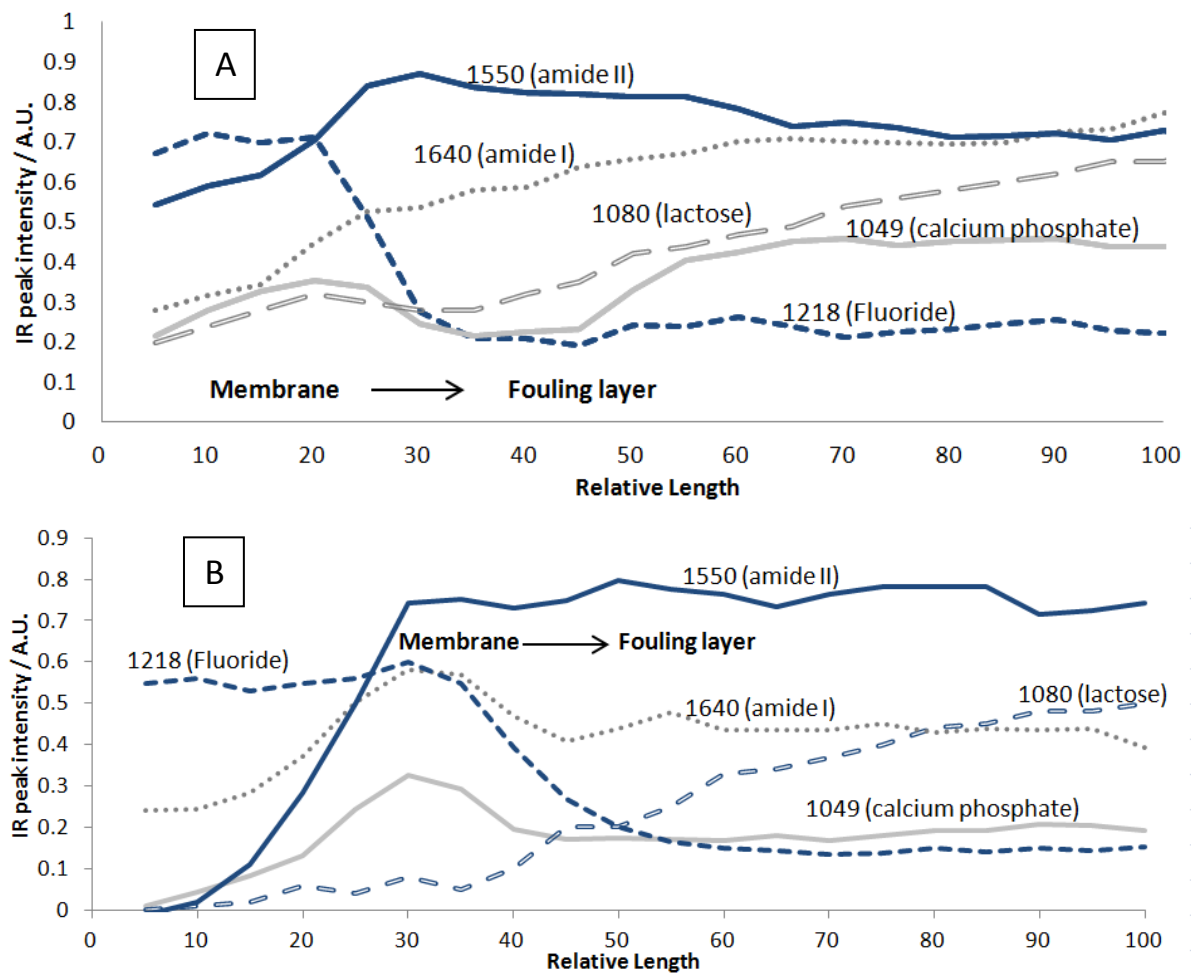 A
1
0.9
0.8
0.7
0.6
0.5
0.4
0.3
0.2
0.1
0
IR peak intensity / A.U.
1550 (amide II)
1640 (amide I)
1080 (lactose)
1049 (calcium phosphate)
1218 (Fluoride)
Membrane
Fouling layer
0 10 20 30 40 50 60 70 80 90 100
Relative Length
B
0.9
0.8
0.7
0.6
0.5
0.4
0.3
0.2
0.1
0
IR peak intensity / A.U.
1550 (amide II)
Membrane
Fouling layer
1218 (Fluoride)
1080 (lactose)
1640 (amide I)
1049 (calcium phosphate)
0 10 20 30 40 50 60 70 80 90 100
Relative Length